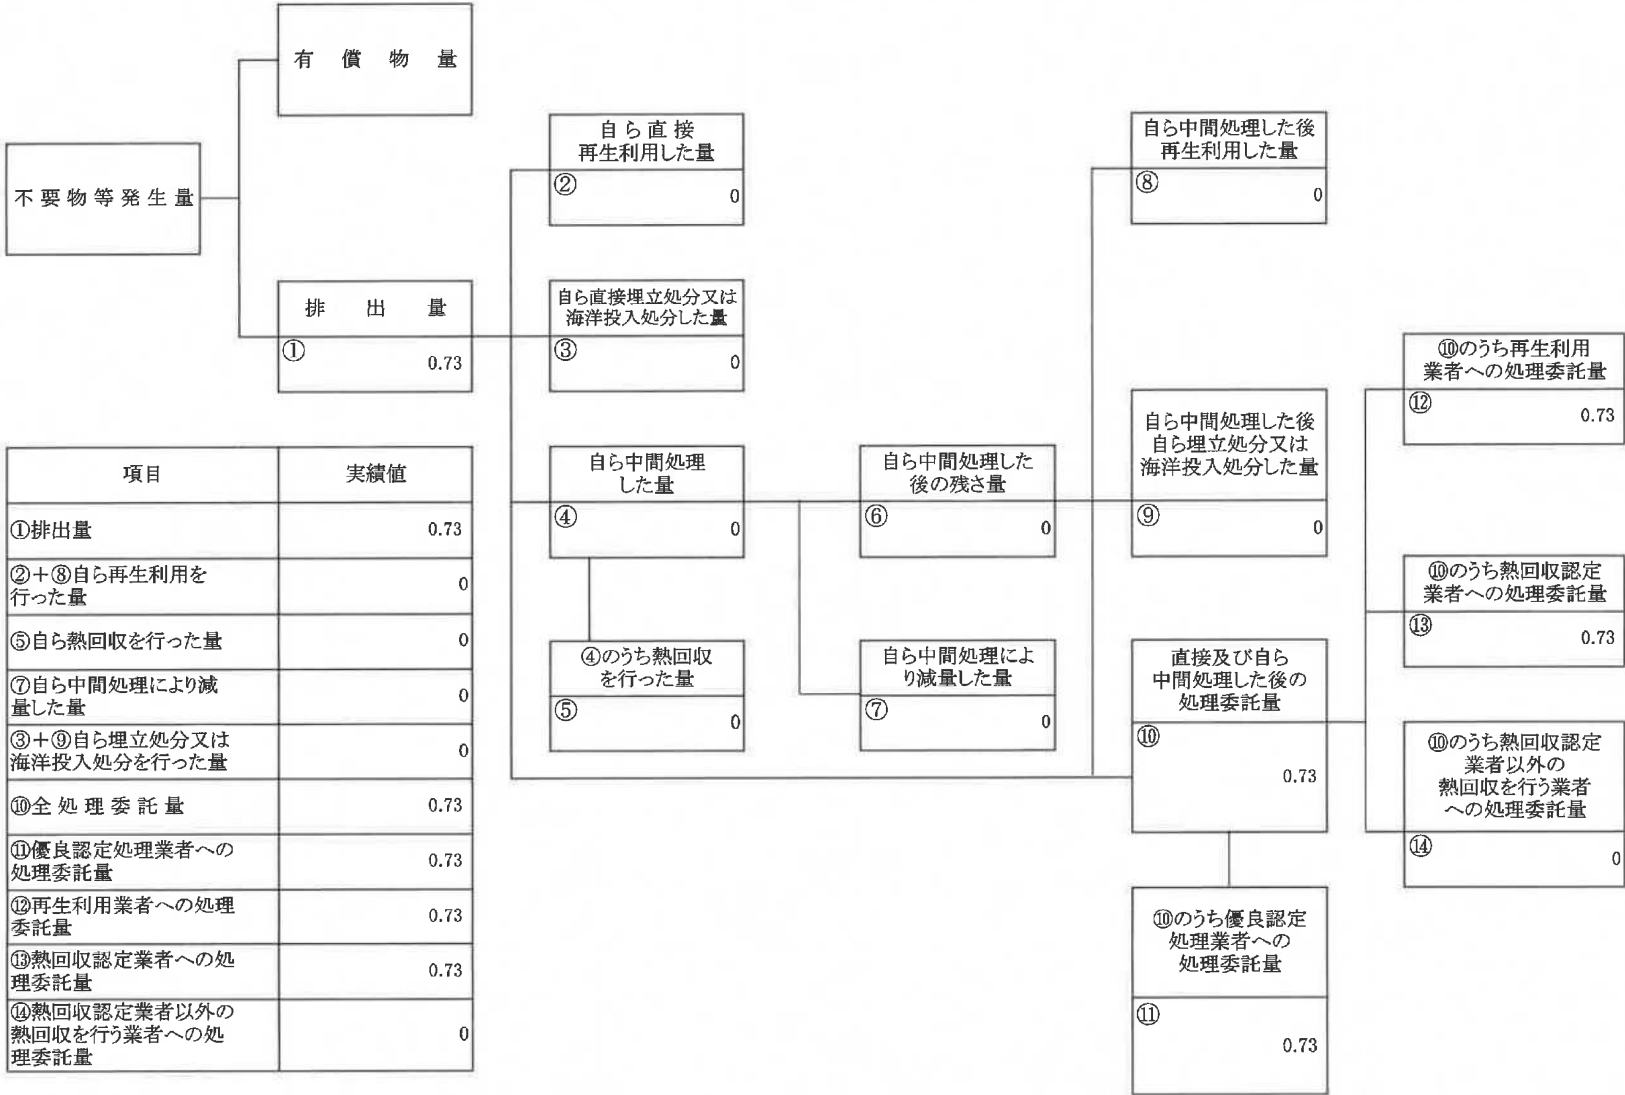 有償物量
不要物等発生量
排出量
①
0.73
自ら直接
再生利用した量
②
0
自ら直接埋立処分又は
海洋投入処分した量
③
0
自ら中間処理
した量
④
0
④のうち熱回収
を行った量
⑤
0
自ら中間処理した
後の残さ量
⑥
0
自ら中間処理によ
り減量した量
⑦
0
自ら中間処理した後
再生利用した量
⑧
0
自ら中間処理した後
自ら埋立処分又は
海洋投入処分した量
⑨
0
直接及び自ら
中間処理した後の
処理委託量
⑩
0.73
⑩のうち優良認定
処理業者への
処理委託量
⑪
0.73
⑩のうち再生利用
業者への処理委託量
⑫
0.73
⑩のうち熱回収認定
業者への処理委託量
⑬
0.73
⑩のうち熱回収認定
業者以外の
熱回収を行う業者
への処理委託量
⑭
0
項目 実績値
①排出量 0.73
②+⑧自ら再生利用を
行った量 0
⑤自ら熱回収を行った量 0
⑦自ら中間処理により減
量した量 0
③+⑨自ら埋立処分又は
海洋投入処分を行った量 0
⑩全処理委託量 0.73
⑪優良認定処理業者への
処理委託量 0.73
⑫再生利用業者への処理
委託量 0.73
⑬熱回収認定業者への処
理委託量 0.73
⑭熱回収認定業者以外の
熱回収を行う業者への処
理委託量 0